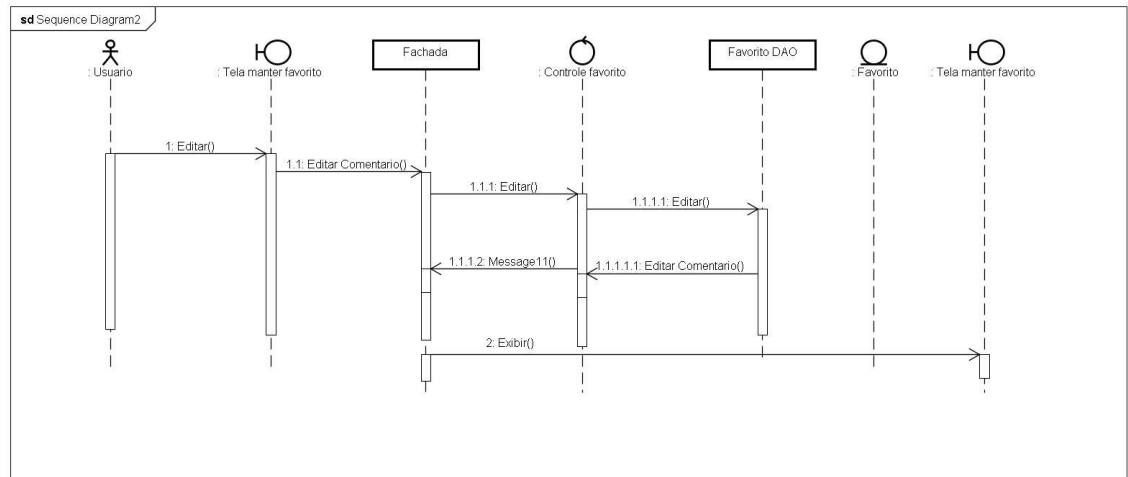 sd Sequence Diagram2
: Usuario
: Tela manter favorito
Fachada
: Controle favorito
Favorito DAO
: Favorito
: Tela manter favorito
1: Editar()
1.1: Editar Comentario()
1.1.1: Editar()
1.1.1.1: Editar()
1.1.1.2: Message11()
1.1.1.1.1: Editar Comentario()
2: Exibir()